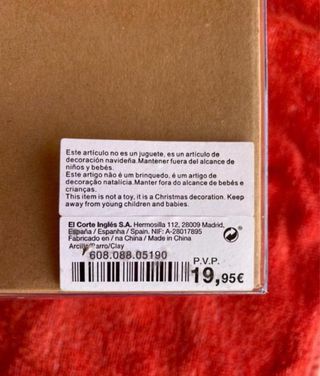 Este artículo no es un juguete, es un artículo de
decoración navideña. Mantener fuera del alcance de
niños y bebés.
Este artigo não é um brinquedo, é um artigo de
decoração natalícia. Manter fora do alcance de bebés e
crianças.
This item is not a toy, it is a Christmas decoration. Keep
away from young children and babies.
El Corte Inglés S.A. Hermosilla 112, 28009 Madrid,
España / Espanha / Spain. NIF: A-28017895
Fabricado en / na China / Made in China
Arcilla/Barro/Clay
608.088.05190
P.V.P.
19,95€